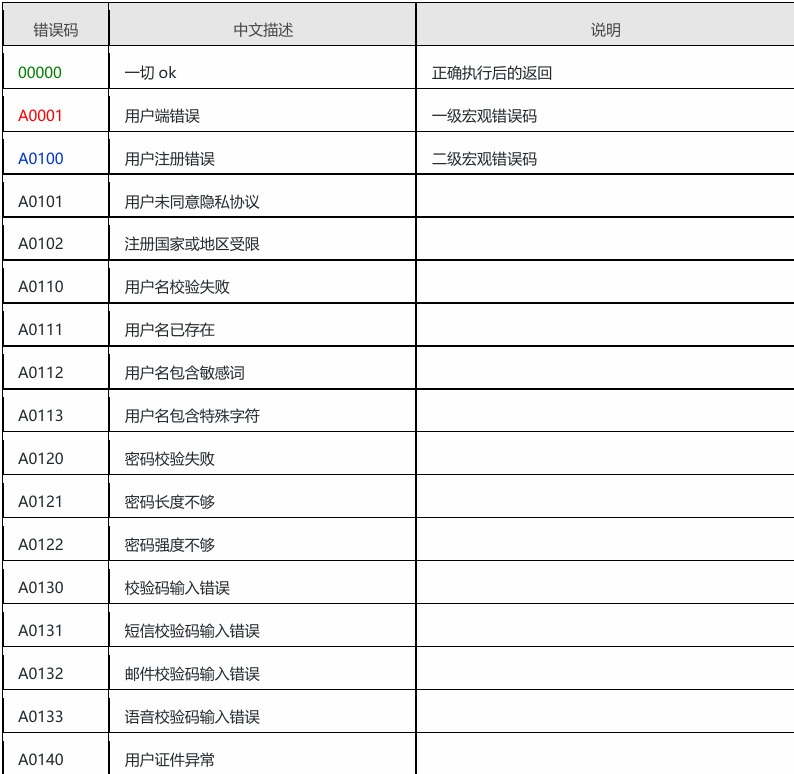 错误码 中文描述 说明
00000 一切 ok 正确执行后的返回
A0001 用户端错误 一级宏观错误码
A0100 用户注册错误 二级宏观错误码
A0101 用户未同意隐私协议
A0102 注册国家或地区受限
A0110 用户名校验失败
A0111 用户名已存在
A0112 用户名包含敏感词
A0113 用户名包含特殊字符
A0120 密码校验失败
A0121 密码长度不够
A0122 密码强度不够
A0130 校验码输入错误
A0131 短信校验码输入错误
A0132 邮件校验码输入错误
A0133 语音校验码输入错误
A0140 用户证件异常